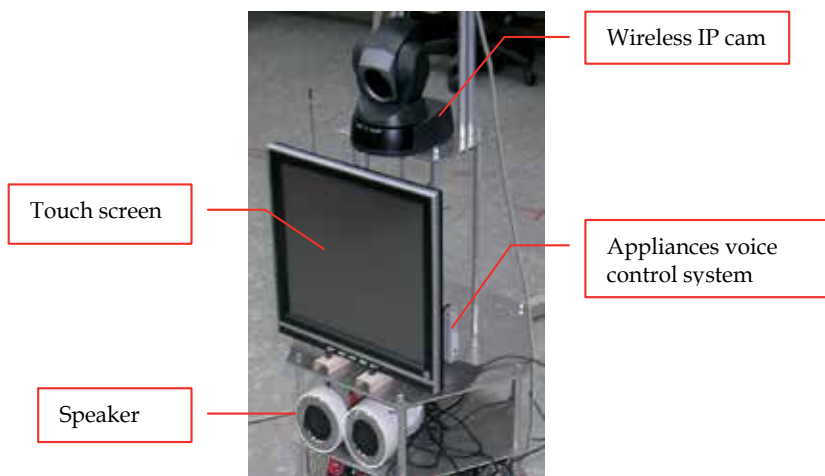 Wireless IP cam
Touch screen
Appliances voice
control system
Speaker